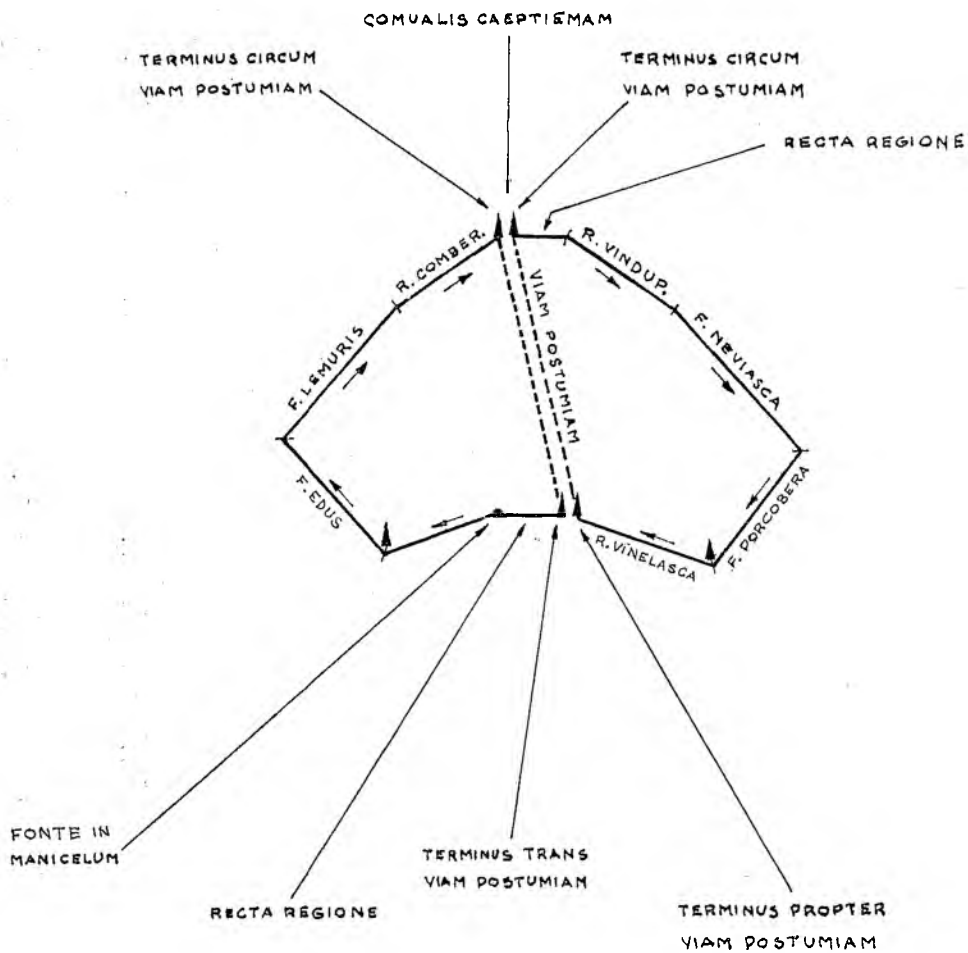 COMUALIS CAEPTIEMAM
TERMINUS CIRCUM
VIAM POSTUMIAM
TERMINUS CIRCUM
VIAM POSTUMIAM
RECTA REGIONE
R. COMBER.
R. VINDUP.
F. LEMURIS
VIAM POSTUMIAM
F. NEVIASCA
F. EDUS
R. VINELASCA
F. PORCOBERA
FONTE IN
MANICELUM
RECTA REGIONE
TERMINUS TRANS
VIAM POSTUMIAM
TERMINUS PROPTER
VIAM POSTUMIAM